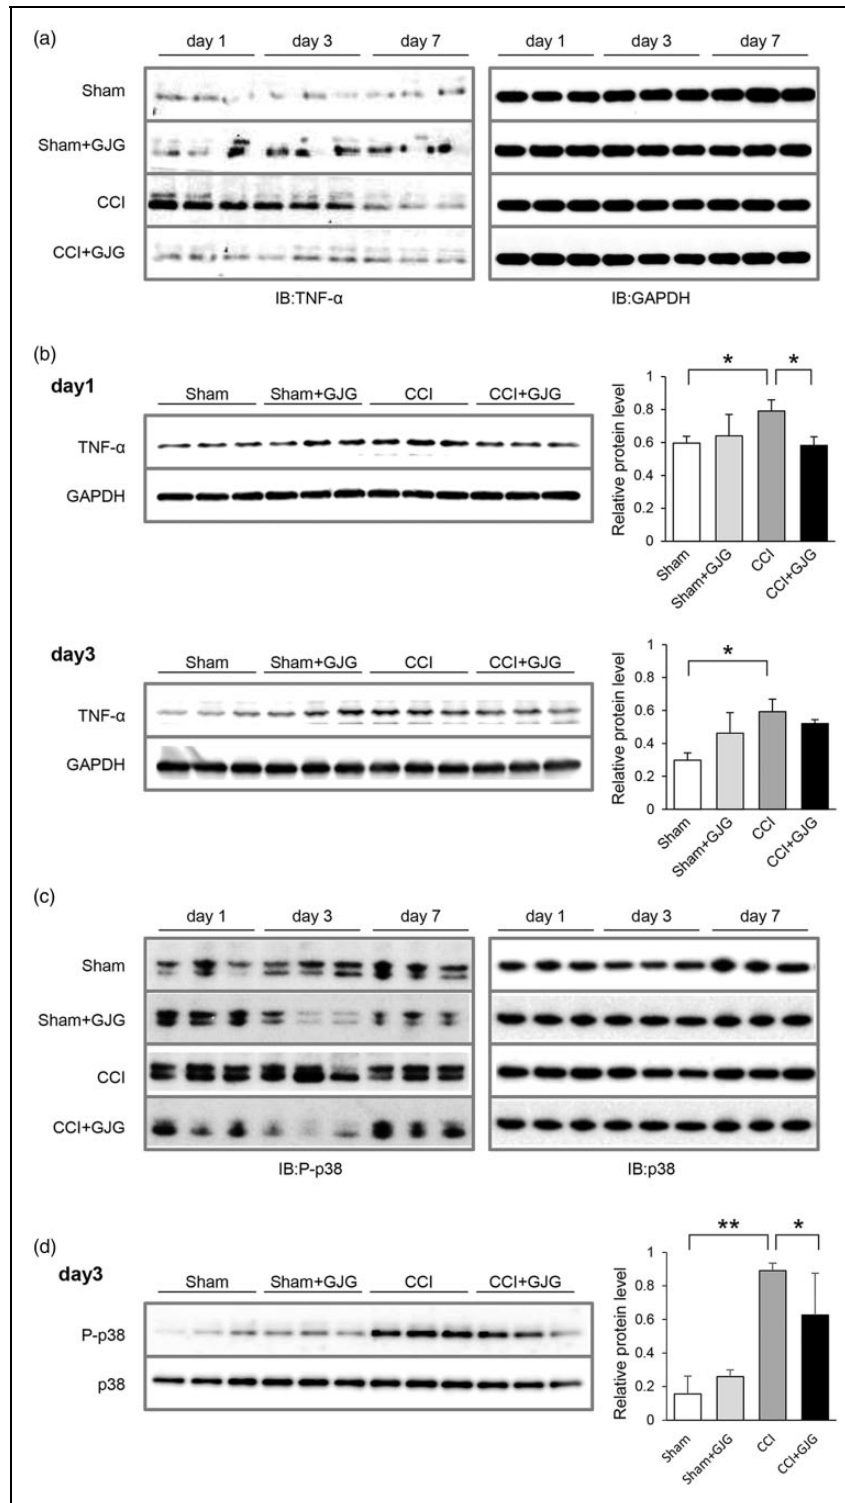 (a)
day 1 day 3 day 7 day 1 day 3 day 7
Sham
Sham+GJG
CCI
CCI+GJG
IB:TNF-α IB:GAPDH
(b)
day1
Sham Sham+GJG CCI CCI+GJG
TNF-α
GAPDH
* *
Relative protein level
1
0.8
0.6
0.4
0.2
0
Sham
Sham+GJG
CCI
CCI+GJG
day3
Sham Sham+GJG CCI CCI+GJG
TNF-α
GAPDH
*
Relative protein level
1
0.8
0.6
0.4
0.2
0
Sham
Sham+GJG
CCI
CCI+GJG
(c)
day 1 day 3 day 7 day 1 day 3 day 7
Sham
Sham+GJG
CCI
CCI+GJG
IB:P-p38 IB:p38
(d)
day3
Sham Sham+GJG CCI CCI+GJG
P-p38
p38
** *
Relative protein level
1
0.8
0.6
0.4
0.2
0
Sham
Sham+GJG
CCI
CCI+GJG